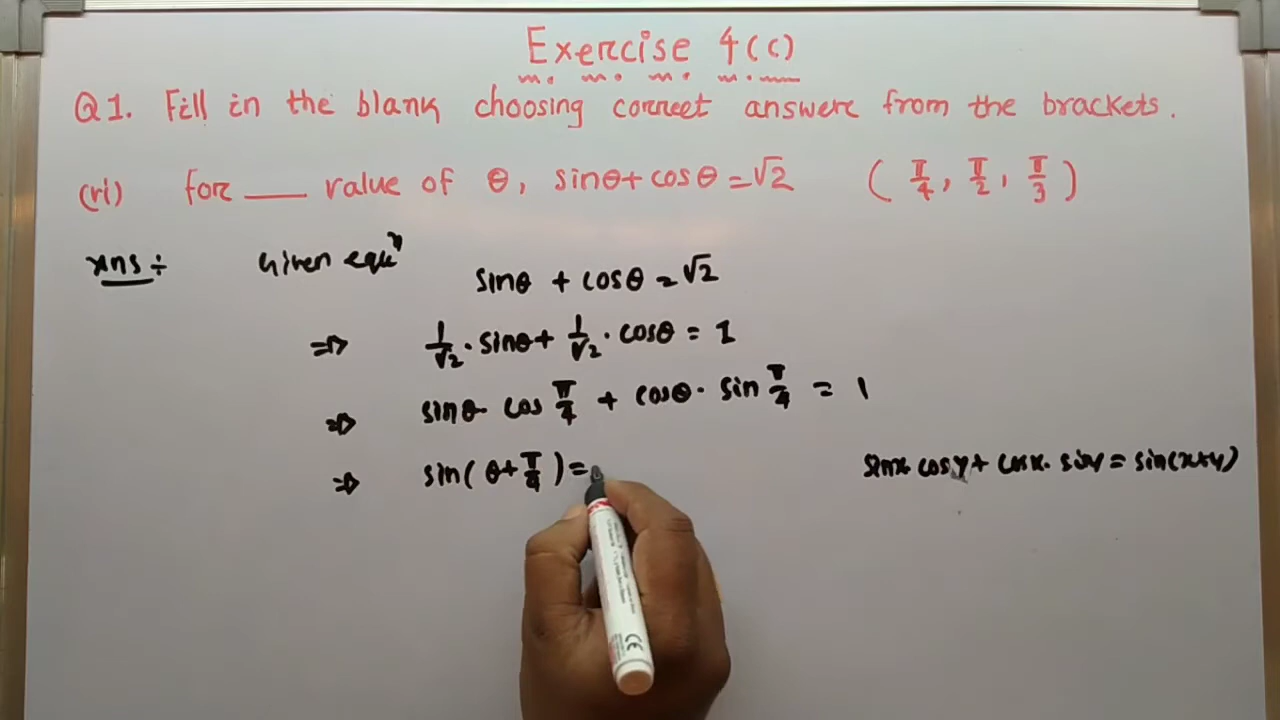 Exercise 4(c)
Q1. Fill in the blank choosing correct answer from the brackets.
(vi) for ___ value of θ, sinθ+cosθ=√2 (π/4, π/2, π/3)
Ans÷ Given equⁿ
sinθ + cosθ = √2
⇒ 1/√2 · sinθ + 1/√2 · cosθ = 1
⇒ sinθ · cos π/4 + cosθ · sin π/4 = 1
⇒ sin(θ+π/4) =
sinx cosy + cosx · siny = sin(x+y)
CE